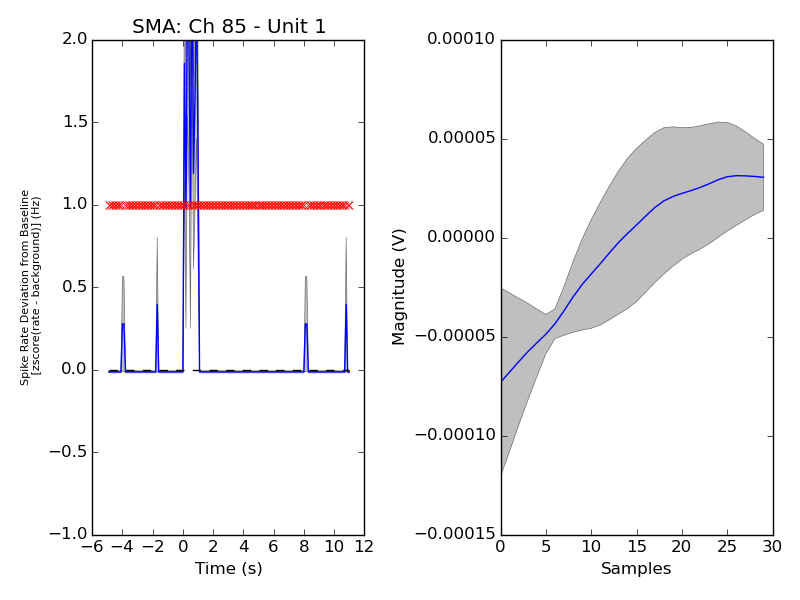 SMA: Ch 85 - Unit 1
2.0
1.5
1.0
0.5
0.0
−0.5
−1.0
−6 −4 −2 0 2 4 6 8 10 12
Time (s)
Spike Rate Deviation from Baseline
[zscore(rate - background)] (Hz)
0.00010
0.00005
0.00000
−0.00005
−0.00010
−0.00015
0 5 10 15 20 25 30
Samples
Magnitude (V)